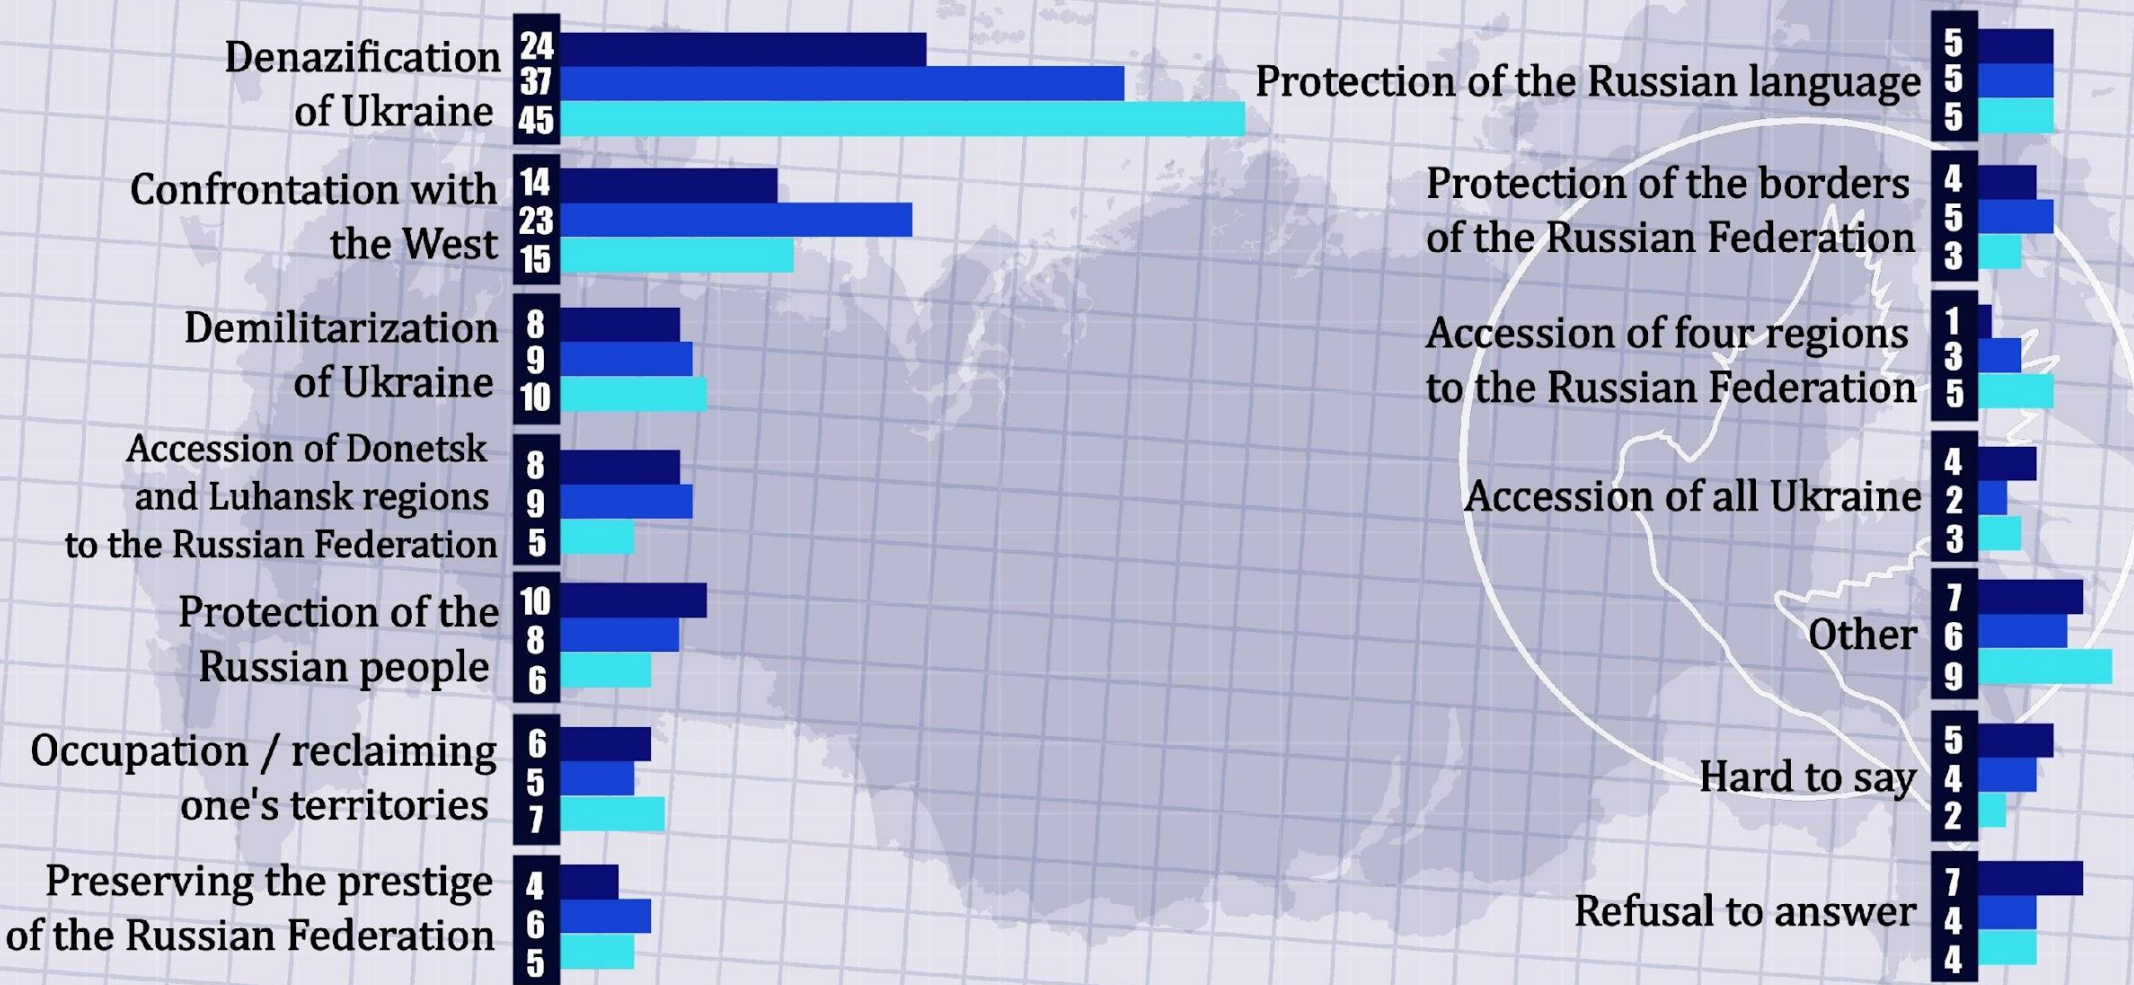 Denazification
of Ukraine
24
37
45
Confrontation with
the West
14
23
15
Demilitarization
of Ukraine
8
9
10
Accession of Donetsk
and Luhansk regions
to the Russian Federation
8
9
5
Protection of the
Russian people
10
8
6
Occupation / reclaiming
one's territories
6
5
7
Preserving the prestige
of the Russian Federation
4
6
5
Protection of the Russian language
5
5
5
Protection of the borders
of the Russian Federation
4
5
3
Accession of four regions
to the Russian Federation
1
3
5
Accession of all Ukraine
4
2
3
Other
7
6
9
Hard to say
5
4
2
Refusal to answer
7
4
4